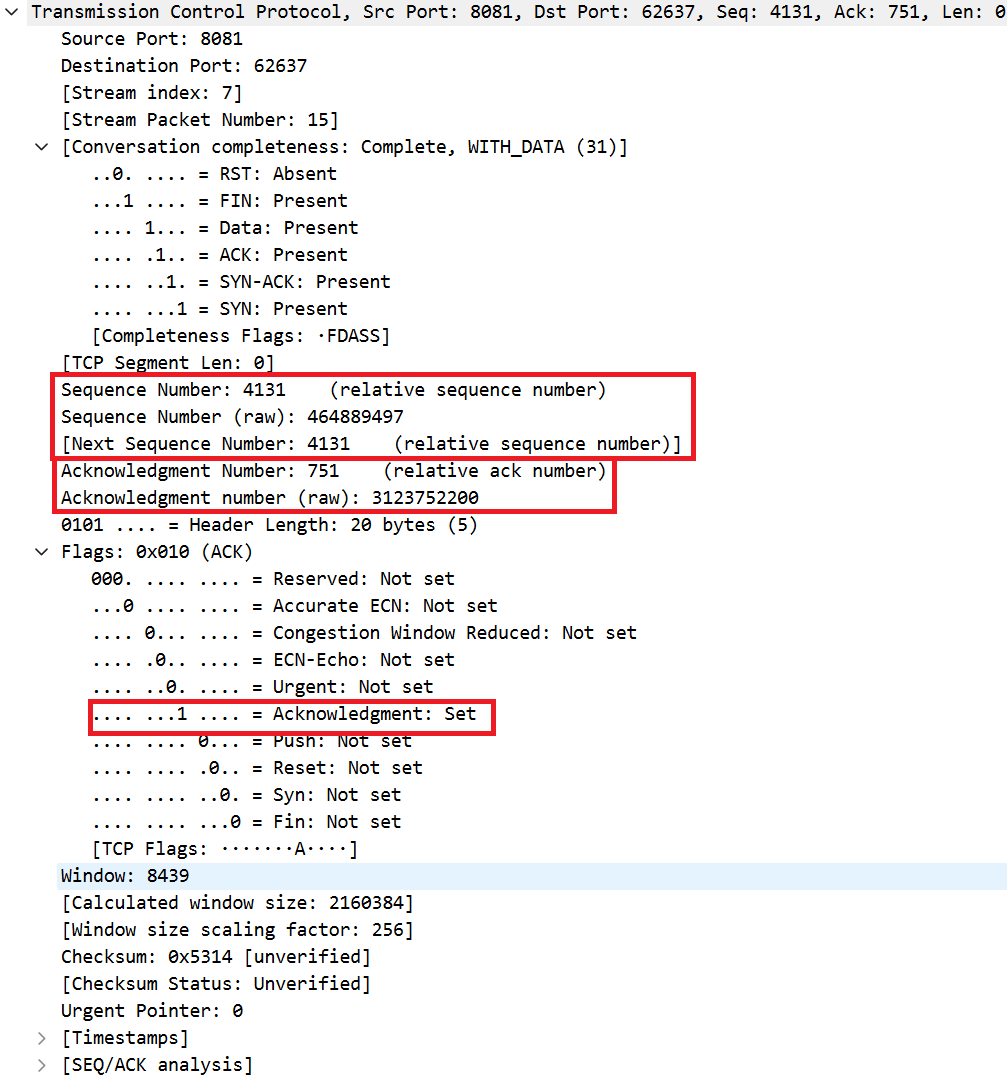 Transmission Control Protocol, Src Port: 8081, Dst Port: 62637, Seq: 4131, Ack: 751, Len: 0
Source Port: 8081
Destination Port: 62637
[Stream index: 7]
[Stream Packet Number: 15]
[Conversation completeness: Complete, WITH_DATA (31)]
..0. .... = RST: Absent
...1 .... = FIN: Present
.... 1... = Data: Present
.... .1.. = ACK: Present
.... ..1. = SYN-ACK: Present
.... ...1 = SYN: Present
[Completeness Flags: ·FDASS]
[TCP Segment Len: 0]
Sequence Number: 4131    (relative sequence number)
Sequence Number (raw): 464889497
[Next Sequence Number: 4131    (relative sequence number)]
Acknowledgment Number: 751    (relative ack number)
Acknowledgment number (raw): 3123752200
0101 .... = Header Length: 20 bytes (5)
Flags: 0x010 (ACK)
000. .... .... = Reserved: Not set
...0 .... .... = Accurate ECN: Not set
.... 0... .... = Congestion Window Reduced: Not set
.... .0.. .... = ECN-Echo: Not set
.... ..0. .... = Urgent: Not set
.... ...1 .... = Acknowledgment: Set
.... .... 0... = Push: Not set
.... .... .0.. = Reset: Not set
.... .... ..0. = Syn: Not set
.... .... ...0 = Fin: Not set
[TCP Flags: ·······A····]
Window: 8439
[Calculated window size: 2160384]
[Window size scaling factor: 256]
Checksum: 0x5314 [unverified]
[Checksum Status: Unverified]
Urgent Pointer: 0
[Timestamps]
[SEQ/ACK analysis]